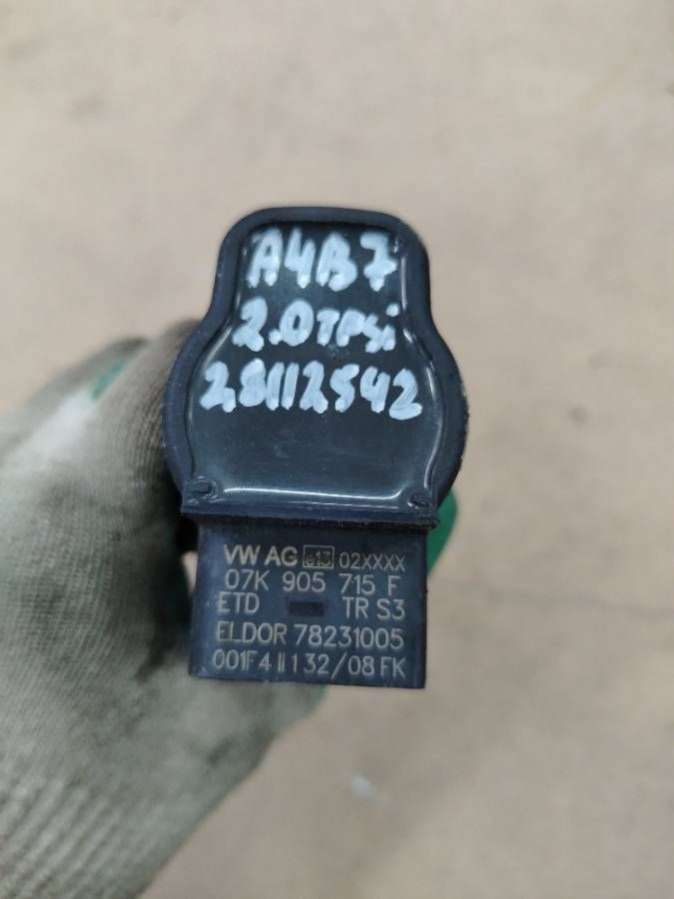 A4B7
2.0TFSi
28112542
VW AG e13 02XXXX
07K 905 715 F
ETD TR S3
ELDOR 78231005
001F4 II 132/08 FK